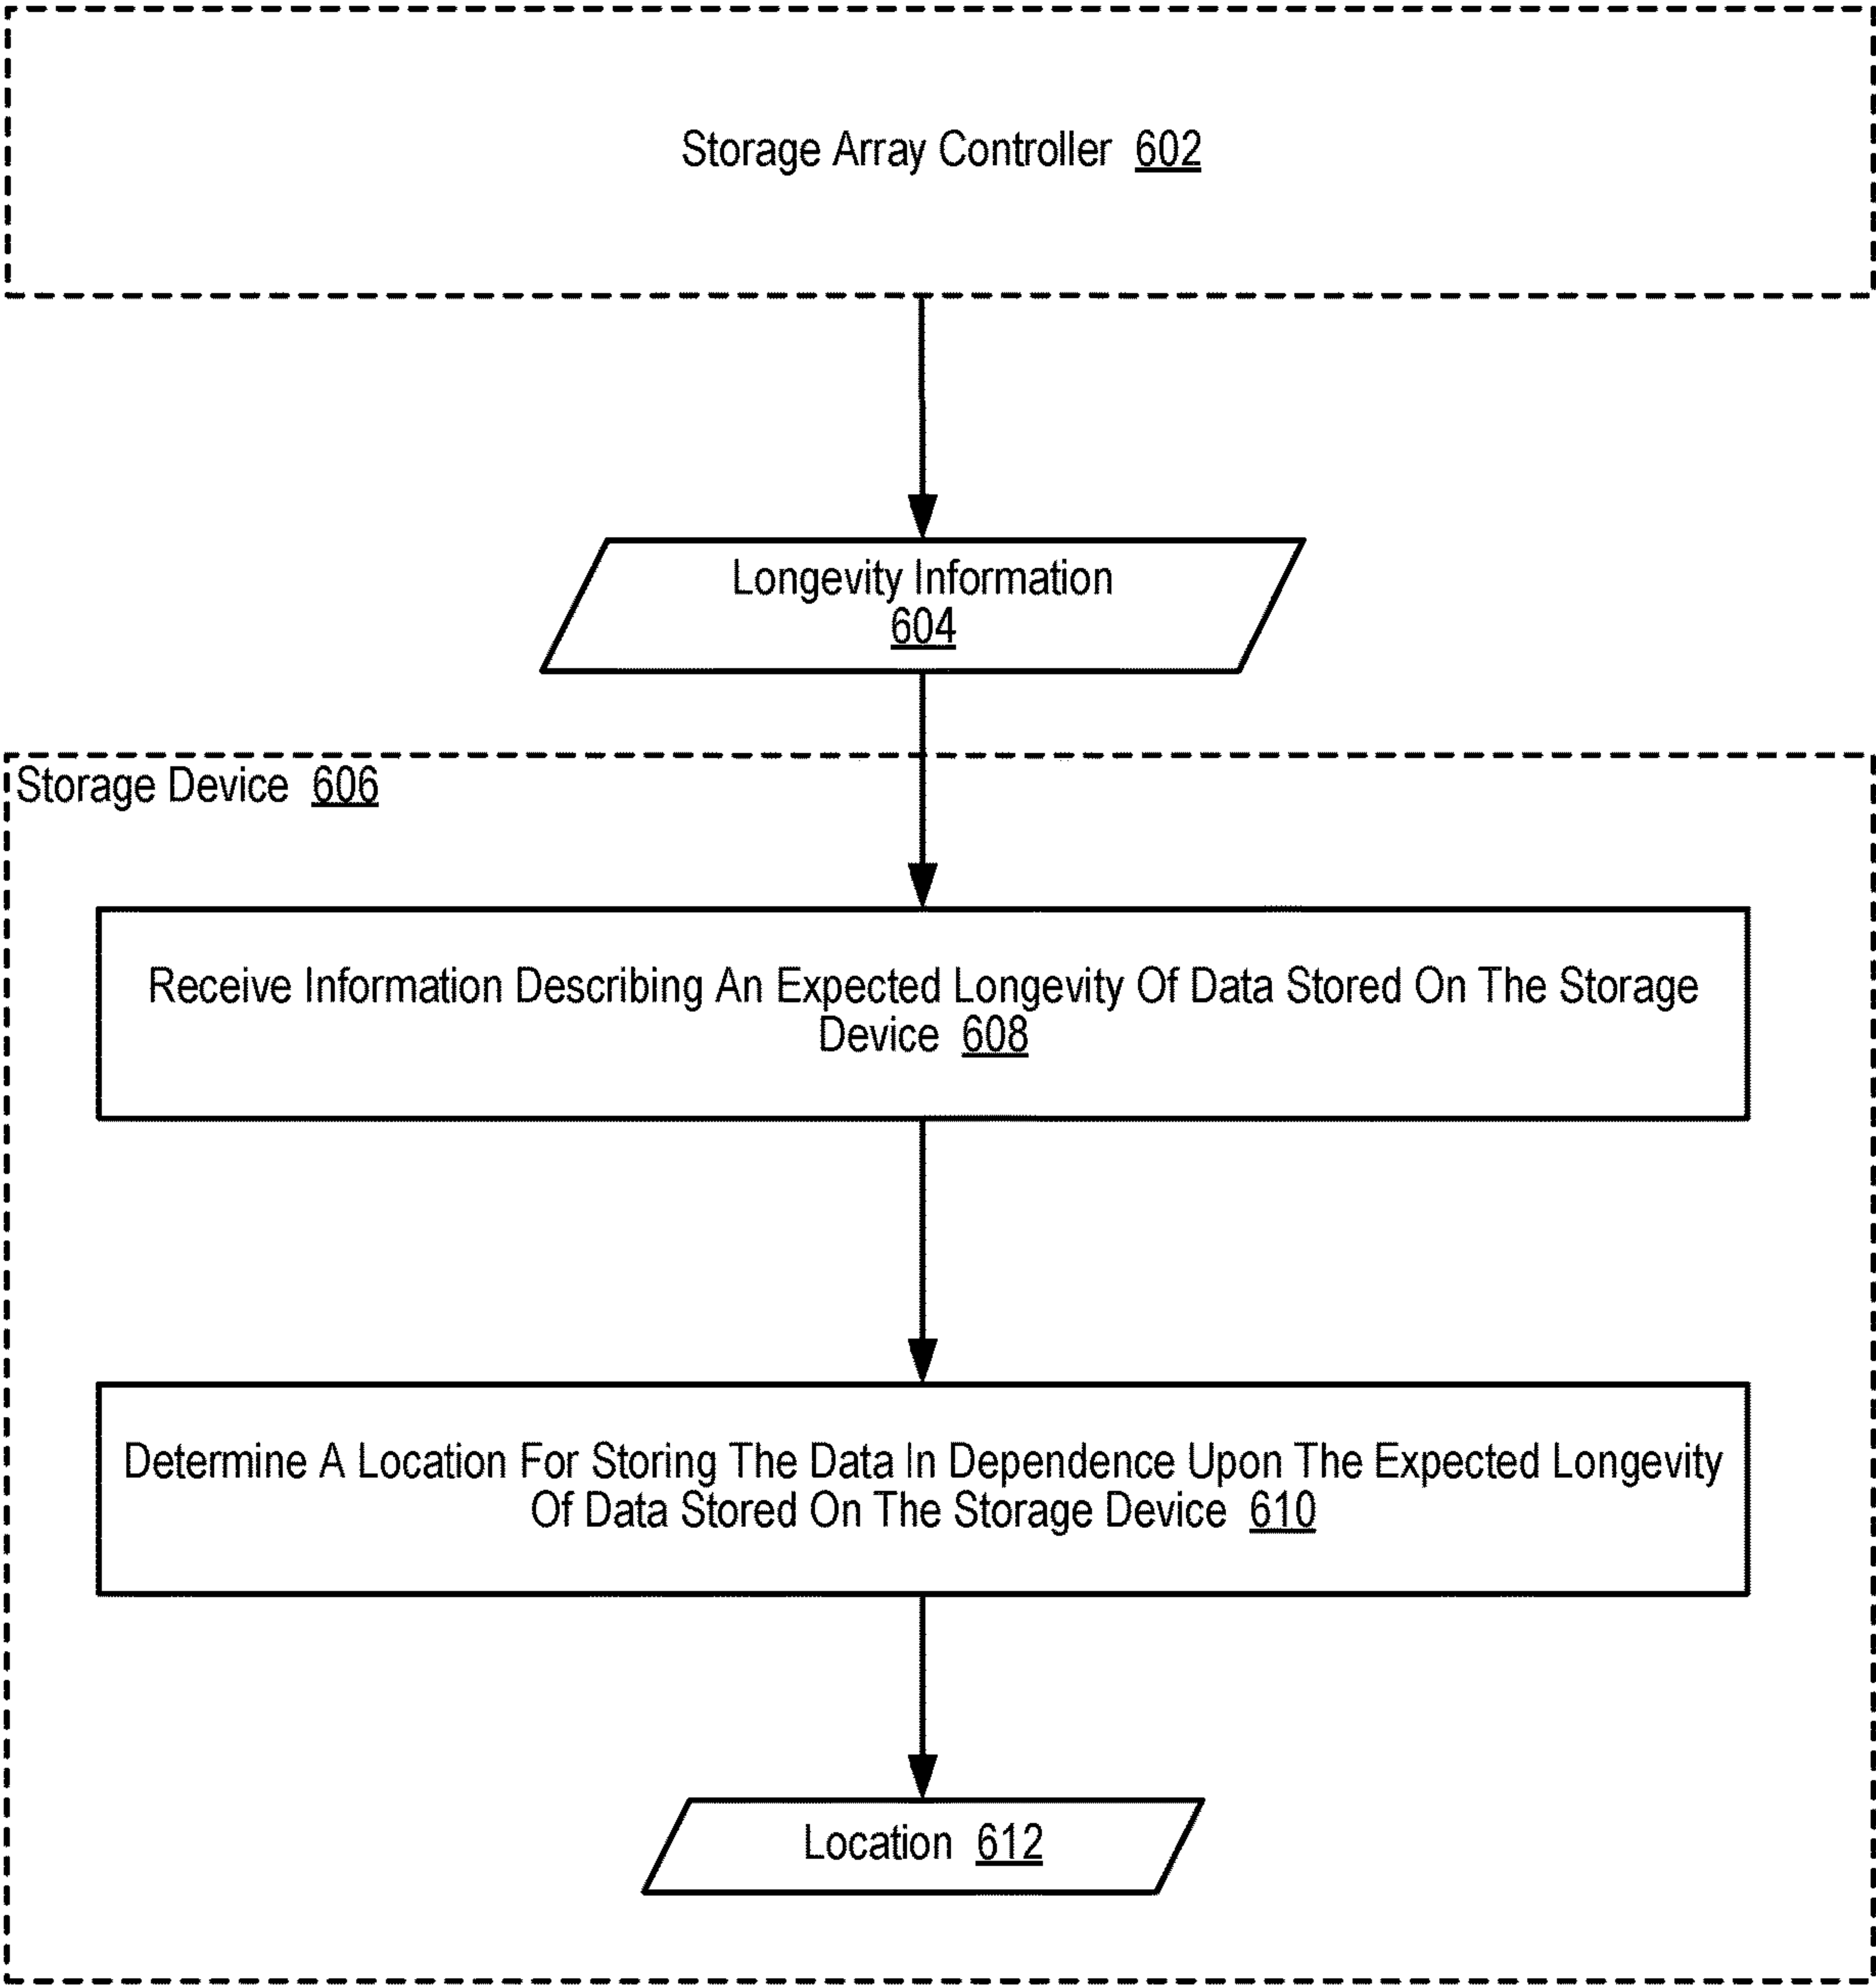 Storage Array Controller 602
Longevity Information
604
Storage Device 606
Receive Information Describing An Expected Longevity Of Data Stored On The Storage
Device 608
Determine A Location For Storing The Data In Dependence Upon The Expected Longevity
Of Data Stored On The Storage Device 610
Location 612